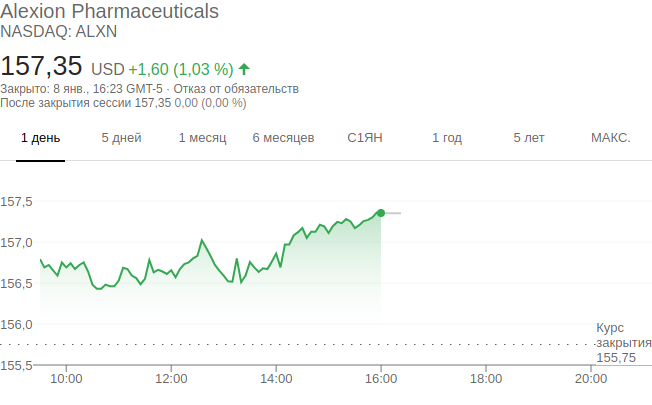 Alexion Pharmaceuticals
NASDAQ: ALXN
157,35 USD +1,60 (1,03 %)
Закрыто: 8 янв., 16:23 GMT-5 · Отказ от обязательств
После закрытия сессии 157,35 0,00 (0,00 %)
1 день 5 дней 1 месяц 6 месяцев С1ЯН 1 год 5 лет МАКС.
157,5
157,0
156,5
156,0
Курс
закрытия
155,75
155,5
10:00 12:00 14:00 16:00 18:00 20:00